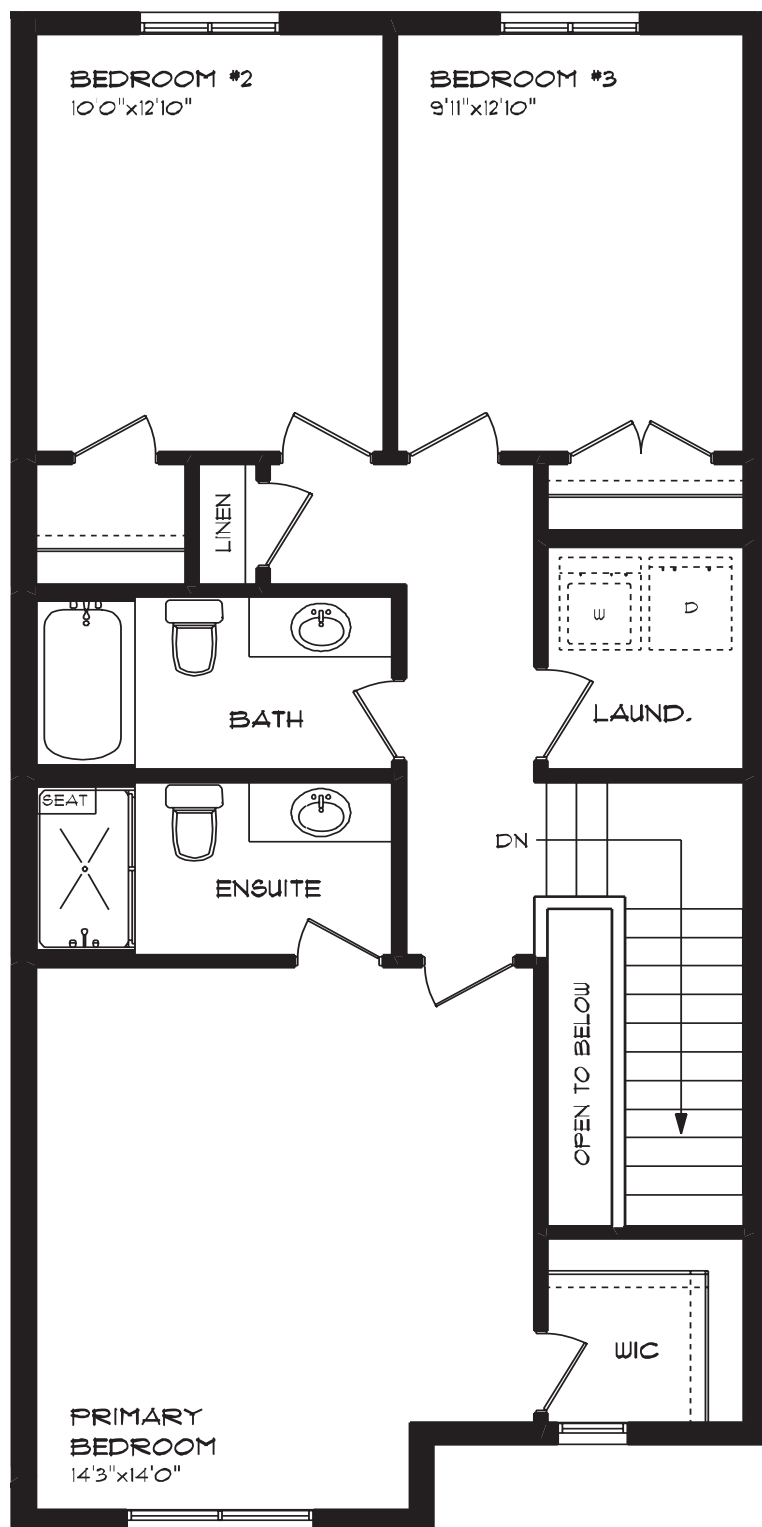 BEDROOM #2
10'0"x12'10"
BEDROOM #3
9'11"x12'10"
LINEN
W
D
BATH
LAUND.
SEAT
DN
ENSUITE
OPEN TO BELOW
WIC
PRIMARY
BEDROOM
14'3"x14'0"